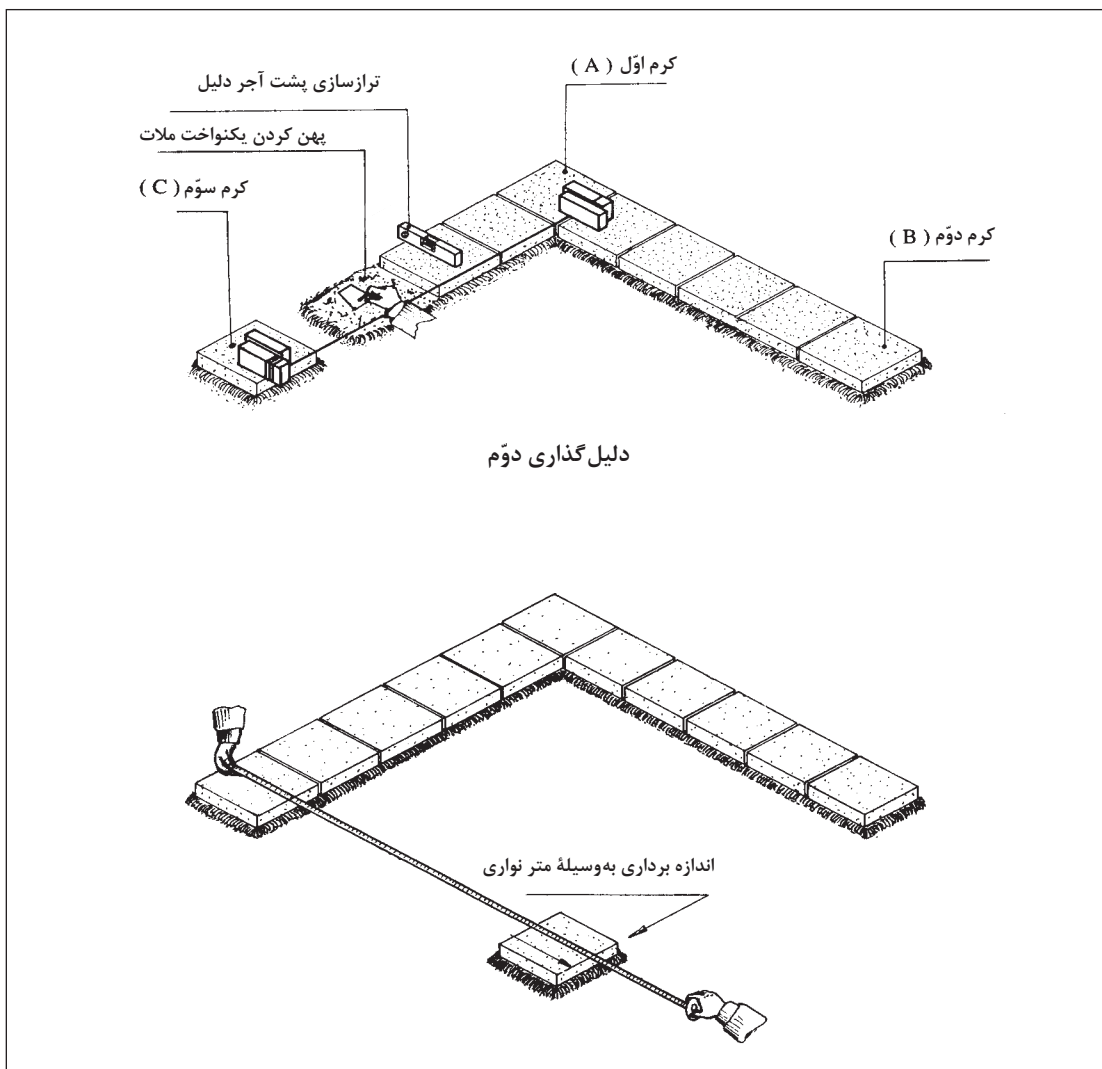 کرم اوّل ( A )
ترازسازی پشت آجر دلیل
پهن کردن یکنواخت ملات
کرم سوّم ( C )
کرم دوّم ( B )
دلیل‌گذاری دوّم
اندازه برداری به‌وسیلهٔ متر نواری